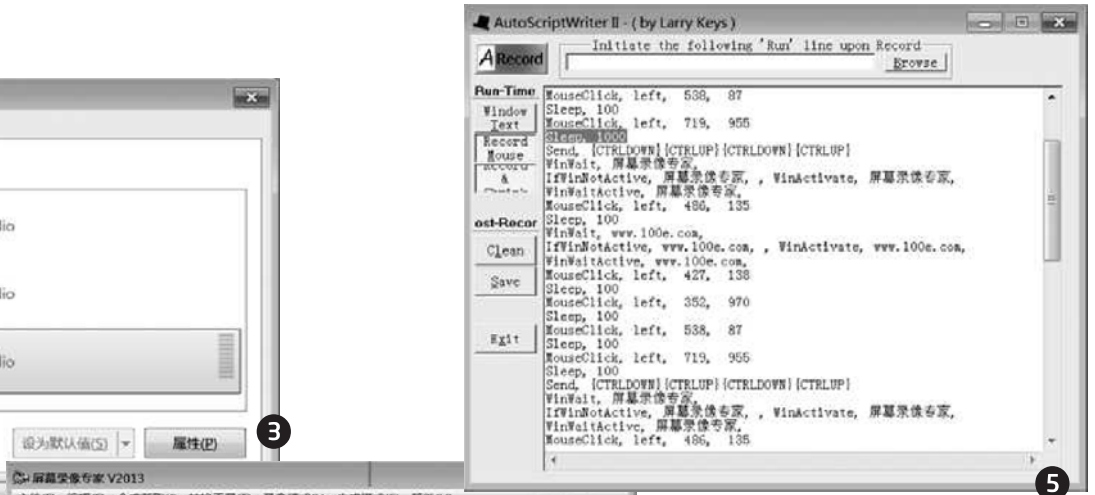 AutoScriptWriter II - ( by Larry Keys )
Initiate the following 'Run' line upon Record
A Record
Browse
Run-Time
Window Text
Record Mouse
Record &
ost-Recor
Clean
Save
Exit
MouseClick, left, 538, 87
Sleep, 100
MouseClick, left, 719, 955
Sleep, 1000
Send, {CTRLDOWN}{CTRLUP}{CTRLDOWN}{CTRLUP}
WinWait, 屏幕录像专家,
IfWinNotActive, 屏幕录像专家, , WinActivate, 屏幕录像专家,
WinWaitActive, 屏幕录像专家,
MouseClick, left, 486, 135
Sleep, 100
WinWait, www.100e.com,
IfWinNotActive, www.100e.com, , WinActivate, www.100e.com,
WinWaitActive, www.100e.com,
MouseClick, left, 427, 138
Sleep, 100
MouseClick, left, 352, 970
Sleep, 100
MouseClick, left, 538, 87
Sleep, 100
MouseClick, left, 719, 955
Sleep, 100
Send, {CTRLDOWN}{CTRLUP}{CTRLDOWN}{CTRLUP}
WinWait, 屏幕录像专家,
IfWinNotActive, 屏幕录像专家, , WinActivate, 屏幕录像专家,
WinWaitActive, 屏幕录像专家,
MouseClick, left, 486, 135
5
dio
dio
dio
设为默认值(S) 属性(P)
3
屏幕录像专家 V2013